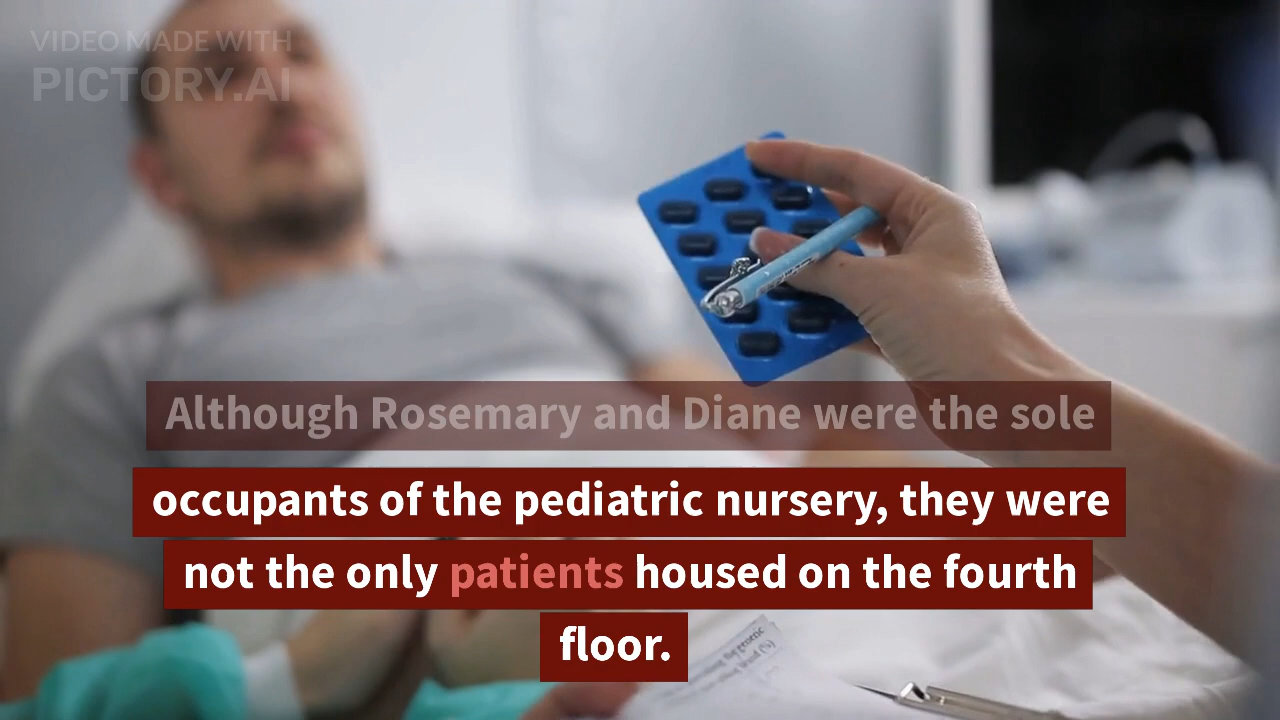 VIDEO MADE WITH
PICTORY.AI
Although Rosemary and Diane were the sole
occupants of the pediatric nursery, they were
not the only patients housed on the fourth
floor.